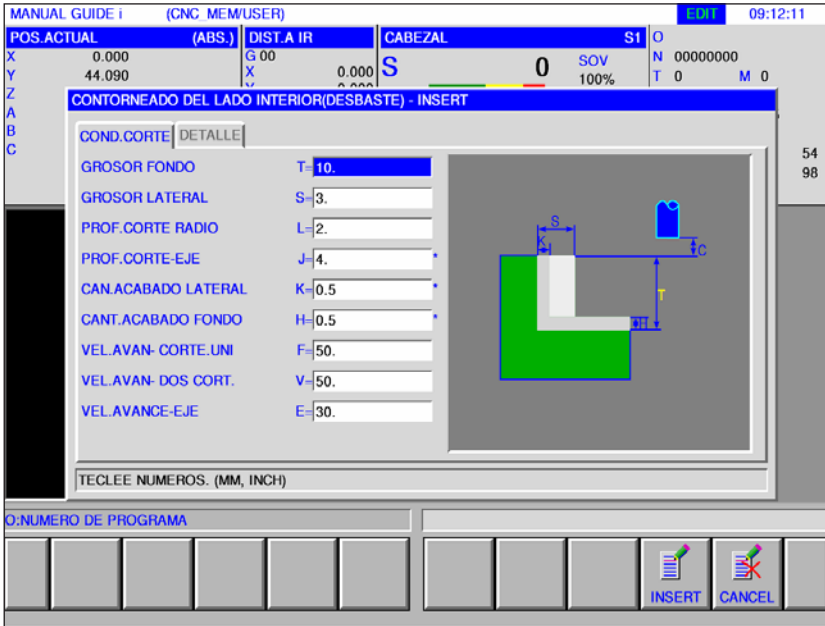 MANUAL GUIDE i (CNC_MEM/USER) EDIT 09:12:11
POS.ACTUAL (ABS.) DIST.A IR CABEZAL S1 O
X 0.000 G 00 S 0 SOV N 00000000
Y 44.090 X 0.000 100% T 0 M 0
Z
A
B
C
54
98
CONTORNEADO DEL LADO INTERIOR(DESBASTE) - INSERT
COND.CORTE DETALLE
GROSOR FONDO T= 10.
GROSOR LATERAL S= 3.
PROF.CORTE RADIO L= 2.
PROF.CORTE-EJE J= 4. *
CAN.ACABADO LATERAL K= 0.5 *
CANT.ACABADO FONDO H= 0.5 *
VEL.AVAN- CORTE.UNI F= 50.
VEL.AVAN- DOS CORT. V= 50.
VEL.AVANCE-EJE E= 30.
S
K
C
T
H
TECLEE NUMEROS. (MM, INCH)
O:NUMERO DE PROGRAMA
INSERT CANCEL